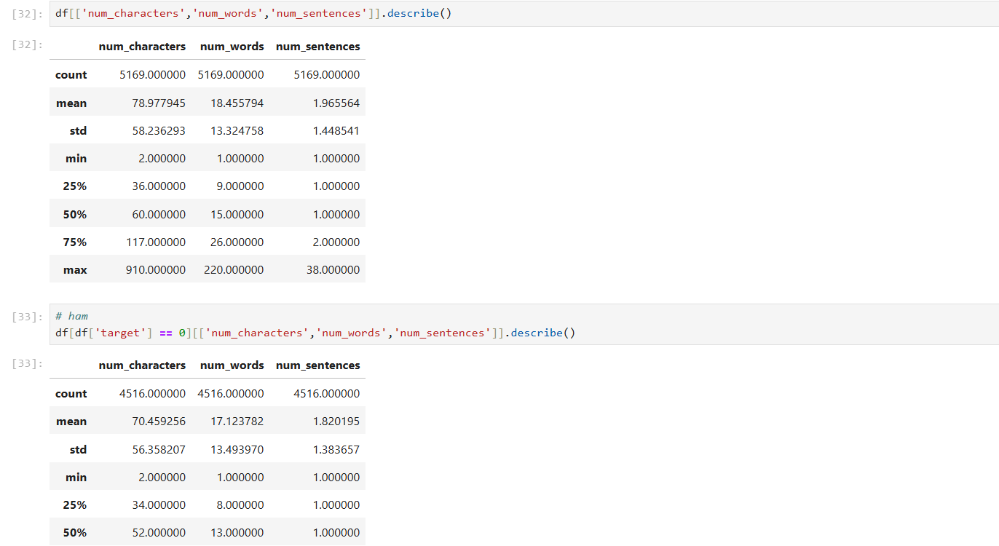 [32]: df[['num_characters','num_words','num_sentences']].describe()
[32]: num_characters num_words num_sentences
count 5169.000000 5169.000000 5169.000000
mean 78.977945 18.455794 1.965564
std 58.236293 13.324758 1.448541
min 2.000000 1.000000 1.000000
25% 36.000000 9.000000 1.000000
50% 60.000000 15.000000 1.000000
75% 117.000000 26.000000 2.000000
max 910.000000 220.000000 38.000000
[33]: # ham
df[df['target'] == 0][['num_characters','num_words','num_sentences']].describe()
[33]: num_characters num_words num_sentences
count 4516.000000 4516.000000 4516.000000
mean 70.459256 17.123782 1.820195
std 56.358207 13.493970 1.383657
min 2.000000 1.000000 1.000000
25% 34.000000 8.000000 1.000000
50% 52.000000 13.000000 1.000000